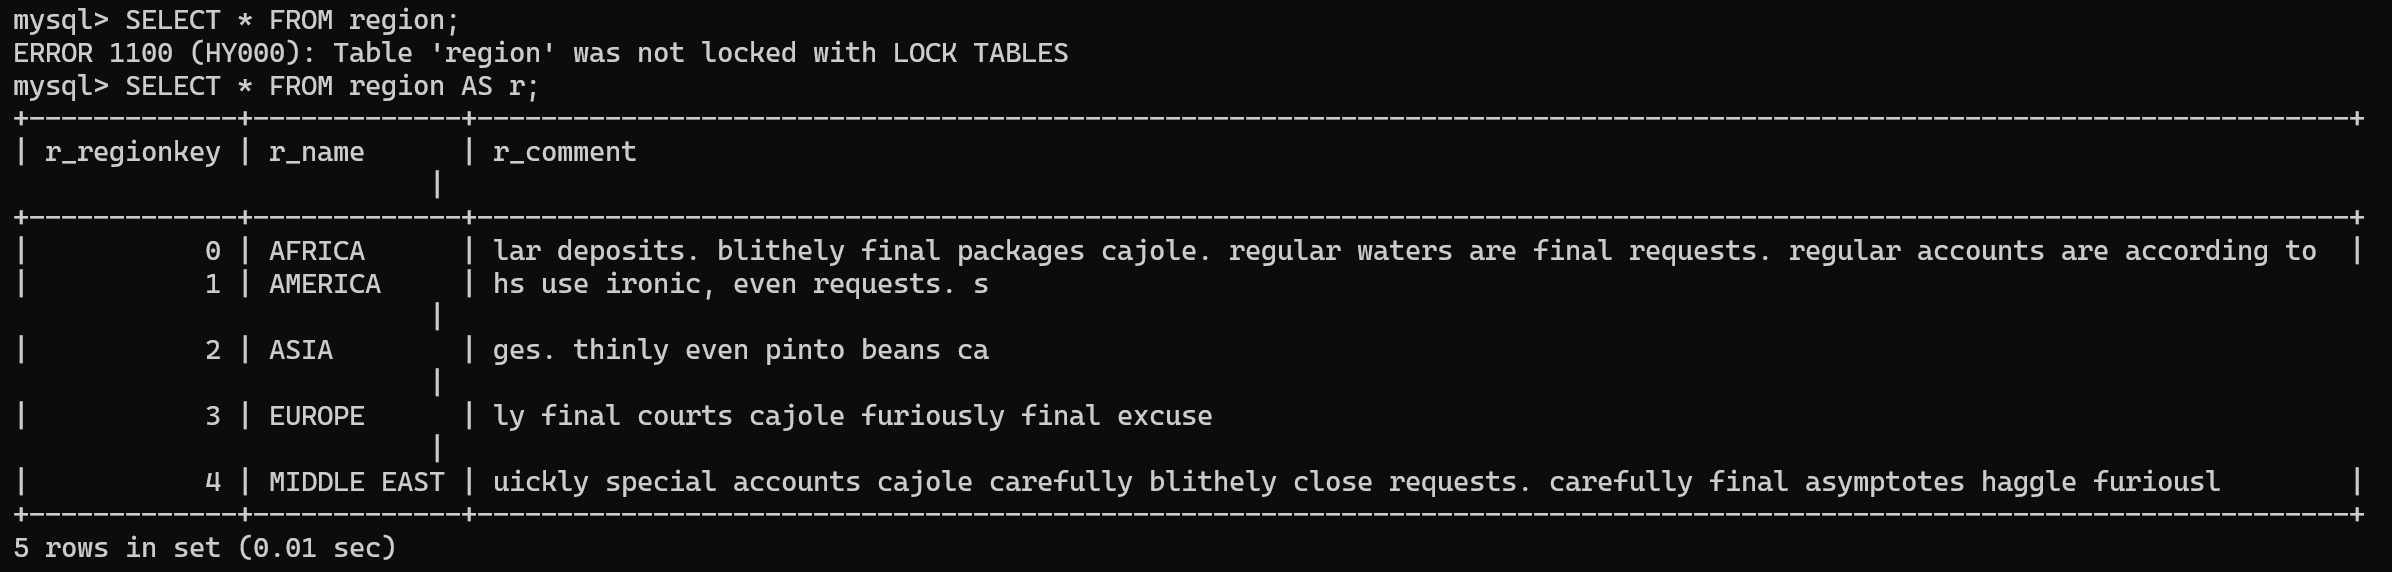 mysql> SELECT * FROM region;
ERROR 1100 (HY000): Table 'region' was not locked with LOCK TABLES
mysql> SELECT * FROM region AS r;
+-------------+-------------+---------------------------------------------------------------------------------------------------------------------+
| r_regionkey | r_name      | r_comment
                          |
+-------------+-------------+---------------------------------------------------------------------------------------------------------------------+
|           0 | AFRICA      | lar deposits. blithely final packages cajole. regular waters are final requests. regular accounts are according to  |
|           1 | AMERICA     | hs use ironic, even requests. s
                          |
|           2 | ASIA        | ges. thinly even pinto beans ca
                          |
|           3 | EUROPE      | ly final courts cajole furiously final excuse
                          |
|           4 | MIDDLE EAST | uickly special accounts cajole carefully blithely close requests. carefully final asymptotes haggle furiousl        |
+-------------+-------------+---------------------------------------------------------------------------------------------------------------------+
5 rows in set (0.01 sec)